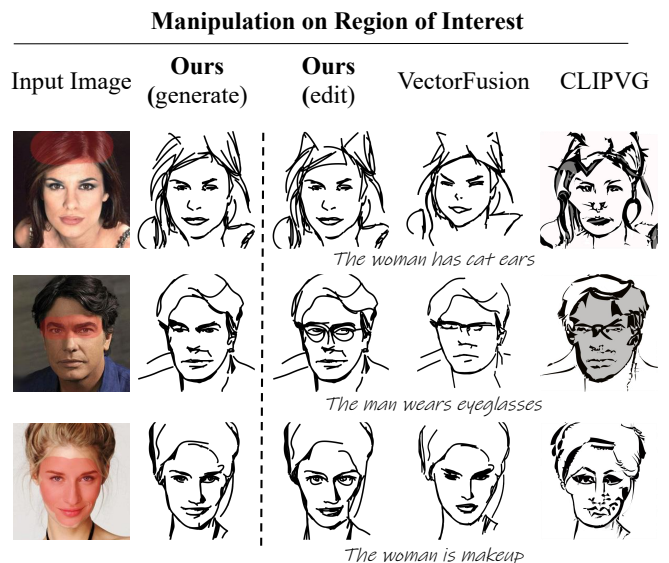 Manipulation on Region of Interest
Input Image
Ours
(generate)
Ours
(edit)
VectorFusion
CLIPVG
The woman has cat ears
The man wears eyeglasses
The woman is makeup